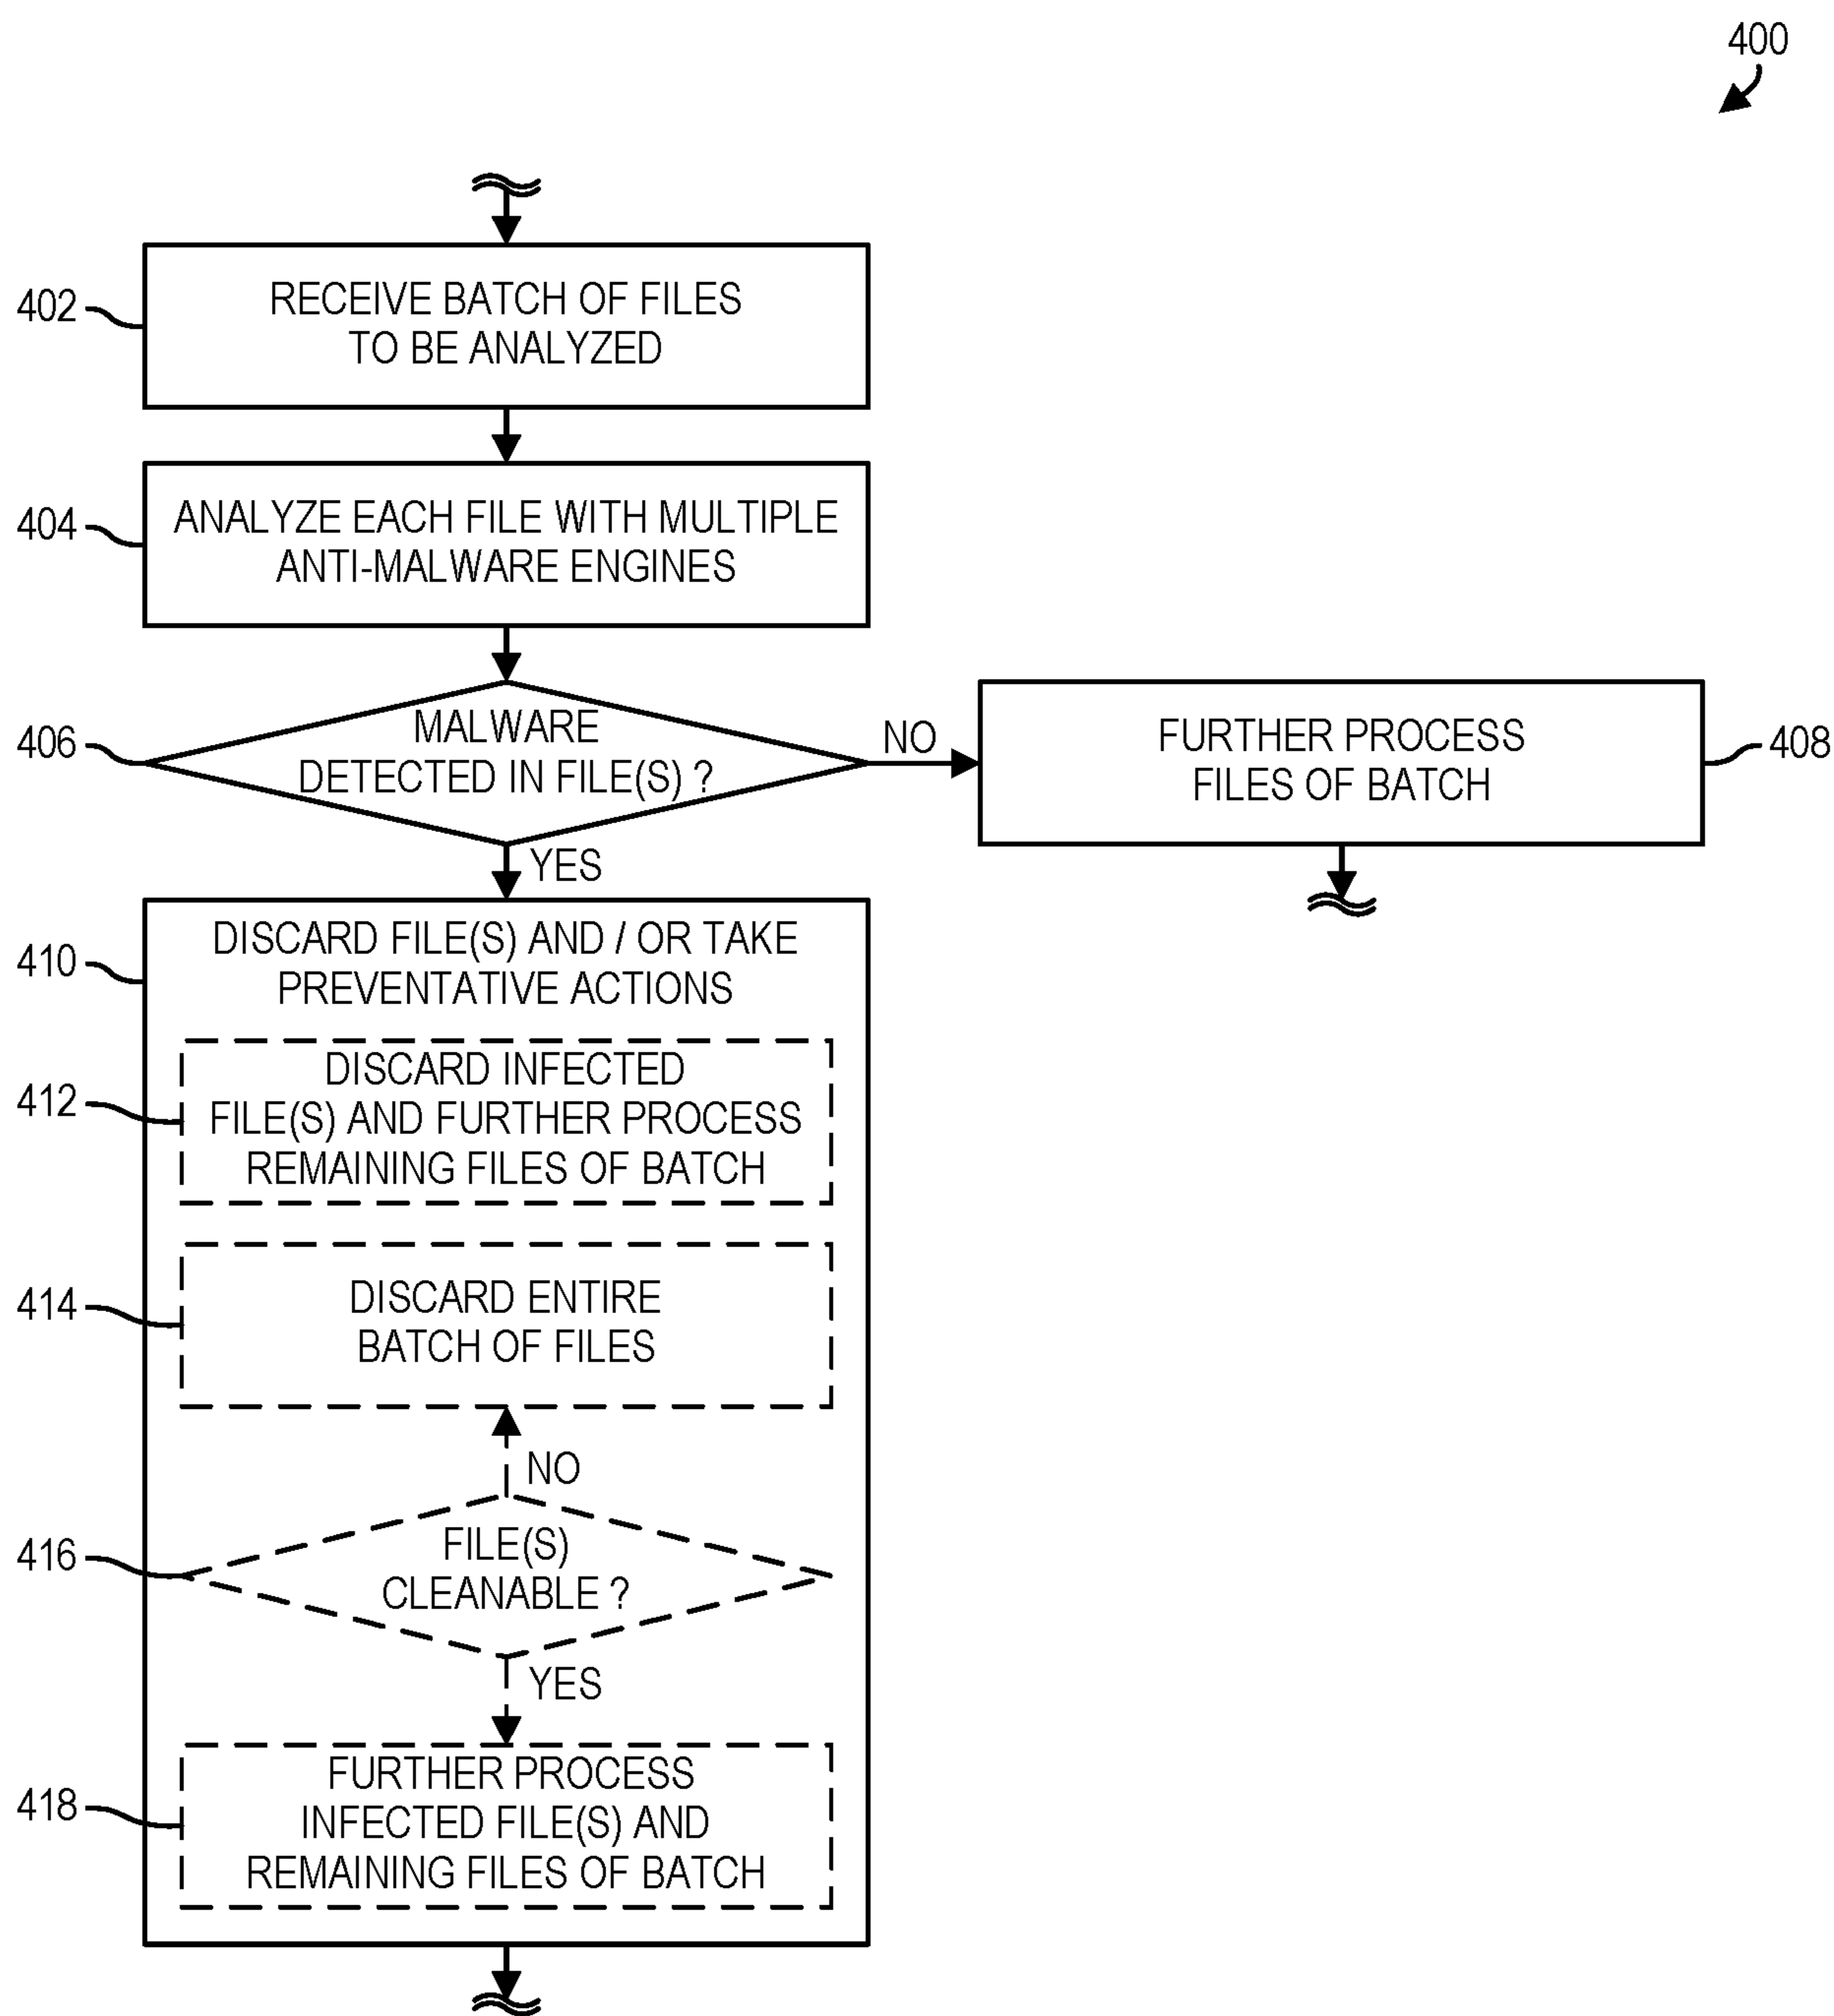 400
402
RECEIVE BATCH OF FILES
TO BE ANALYZED
404
ANALYZE EACH FILE WITH MULTIPLE
ANTI-MALWARE ENGINES
406
MALWARE
DETECTED IN FILE(S) ?
NO
FURTHER PROCESS
FILES OF BATCH
408
YES
410
DISCARD FILE(S) AND / OR TAKE
PREVENTATIVE ACTIONS
412
DISCARD INFECTED
FILE(S) AND FURTHER PROCESS
REMAINING FILES OF BATCH
414
DISCARD ENTIRE
BATCH OF FILES
NO
416
FILE(S)
CLEANABLE ?
YES
418
FURTHER PROCESS
INFECTED FILE(S) AND
REMAINING FILES OF BATCH